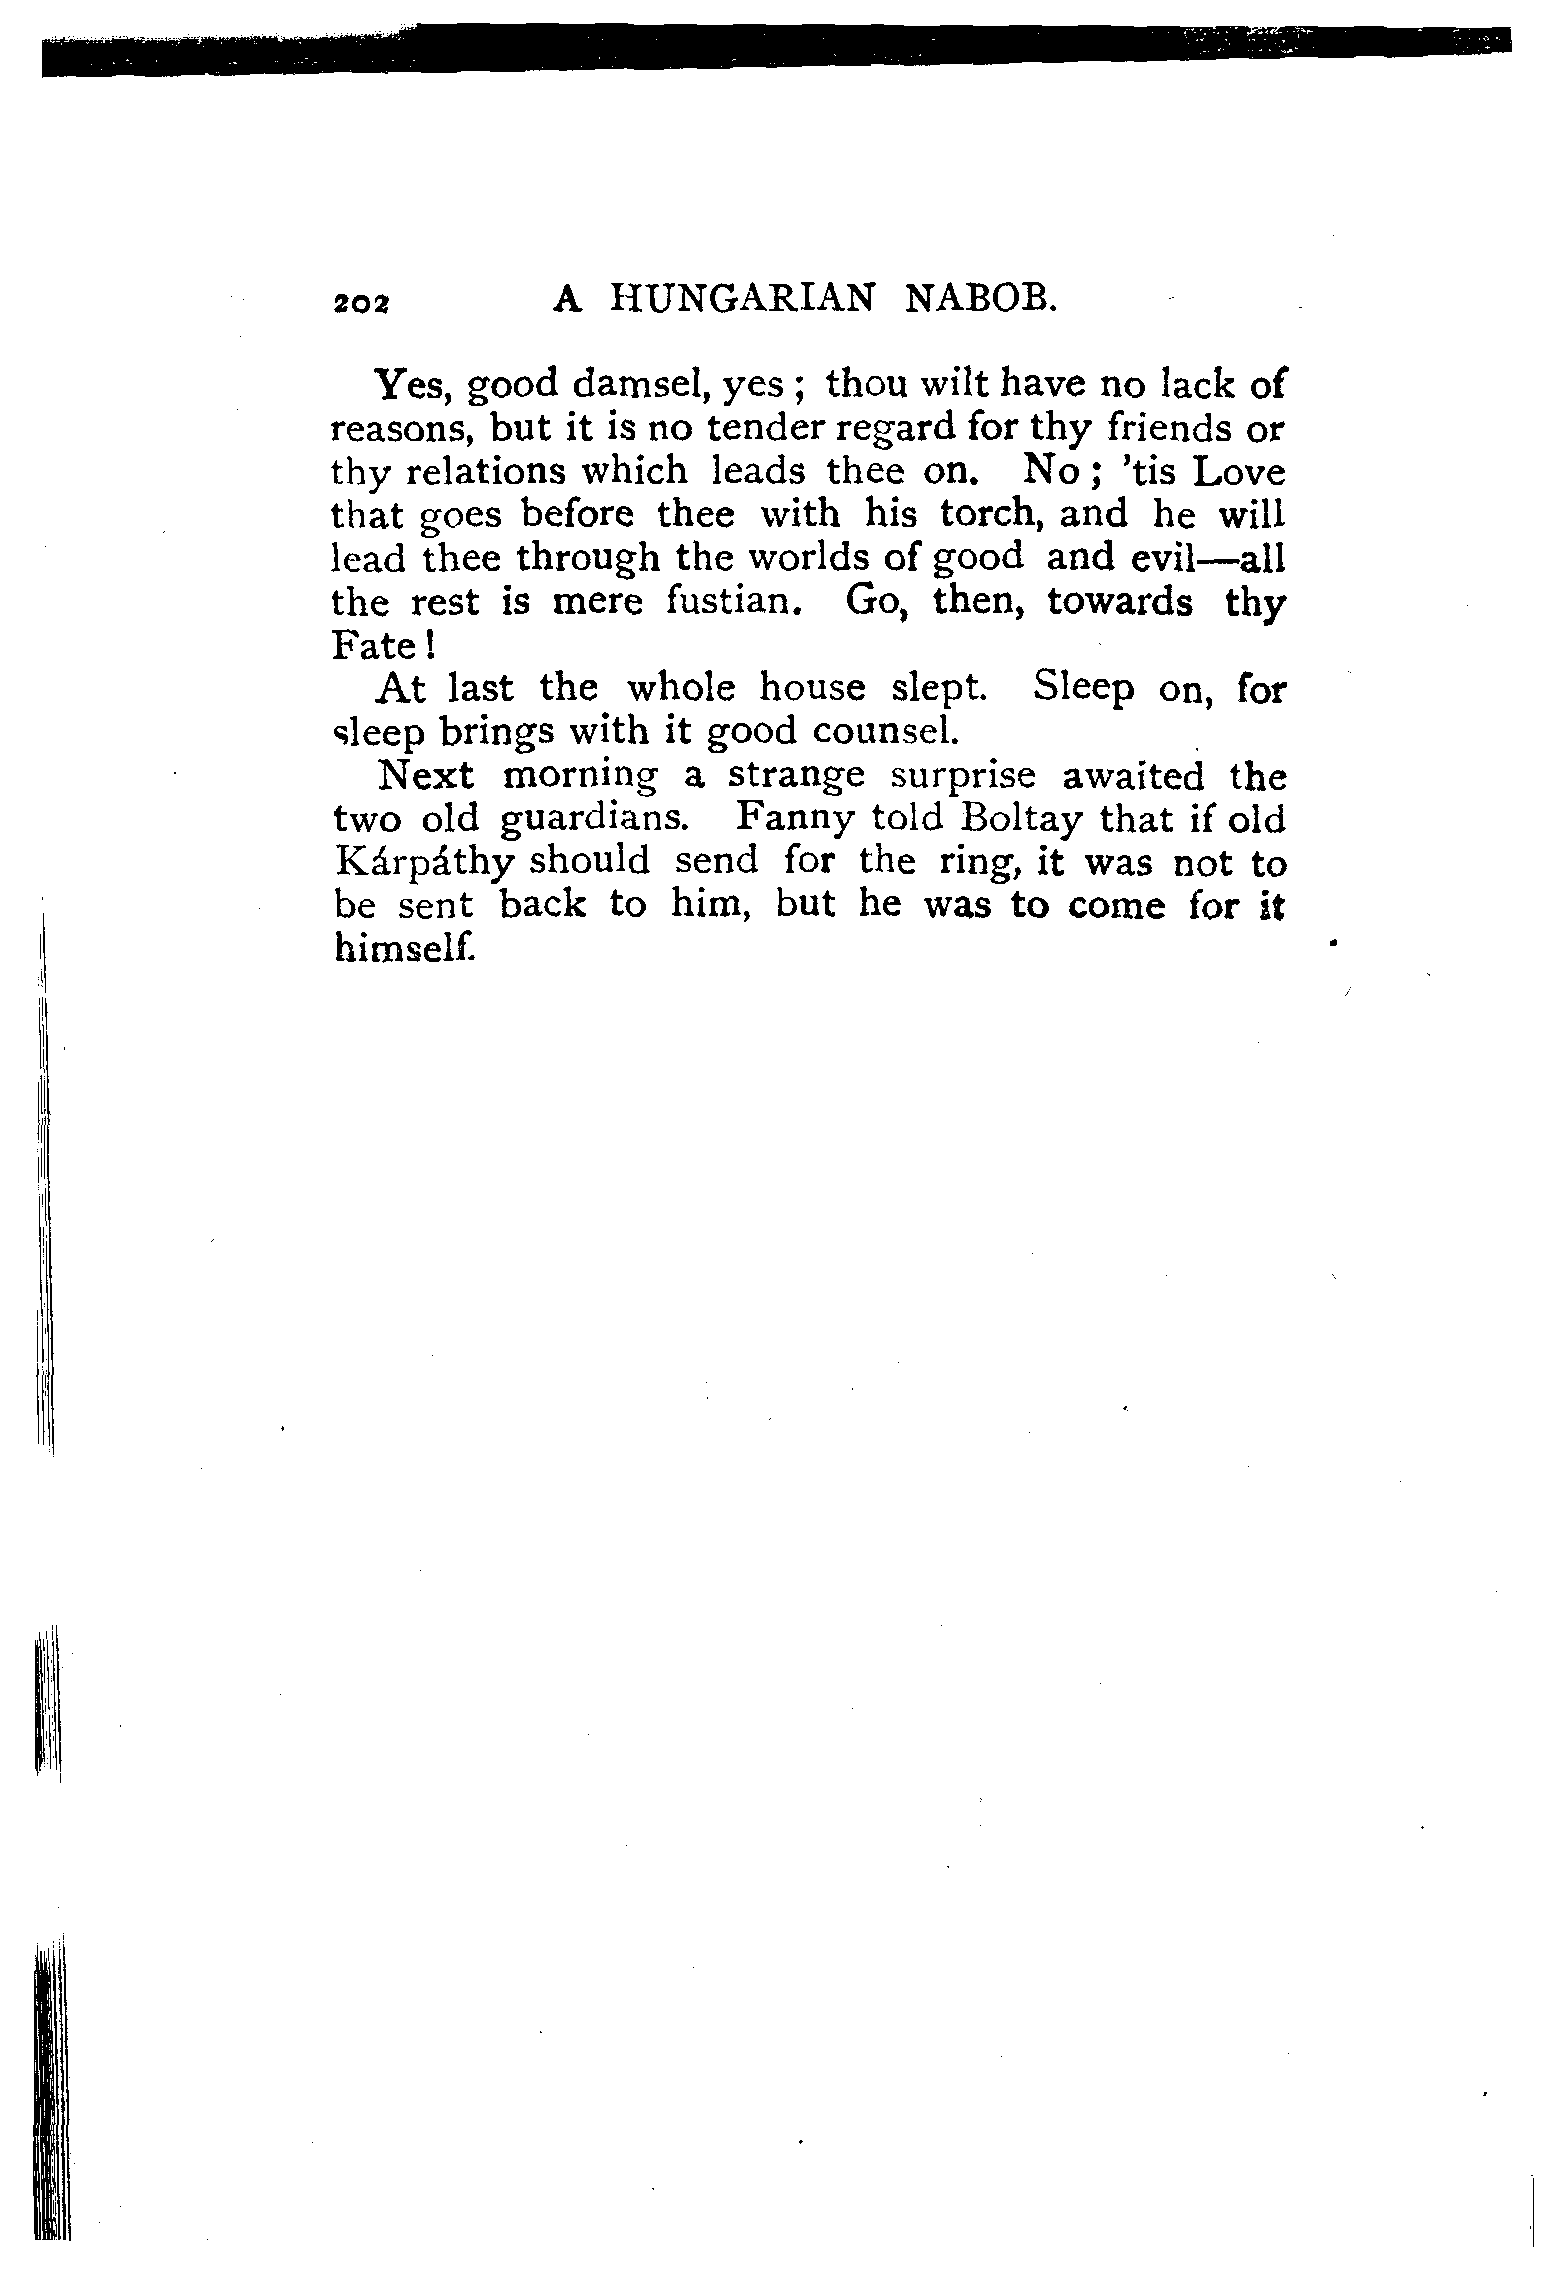 202 A HUNGARIAN NABOB.
Yes, good damsel, yes ; thou wilt have no lack of
reasons, but it is no tender regard for thy friends or
thy relations which leads thee on. No ; 'tis Love
that goes before thee with his torch, and he will
lead thee through the worlds of good and evil—all
the rest is mere fustian. Go, then, towards thy
Fate !
At last the whole house slept. Sleep on, for
sleep brings with it good counsel.
Next morning a strange surprise awaited the
two old guardians. Fanny told Boltay that if old
Kárpáthy should send for the ring, it was not to
be sent back to him, but he was to come for it
himself.